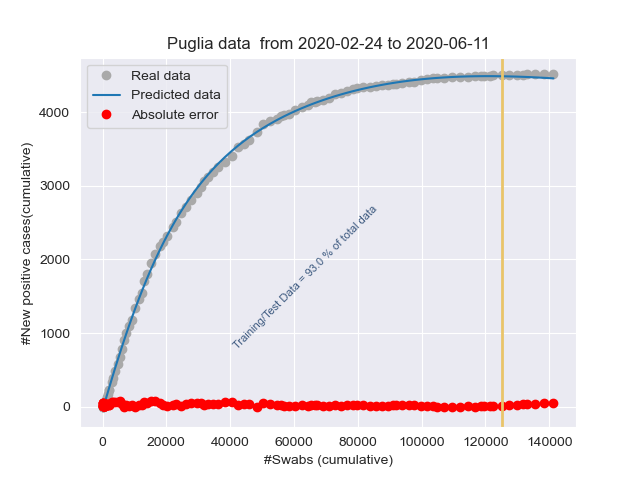 Puglia data  from 2020-02-24 to 2020-06-11
Real data
Predicted data
Absolute error
#New positive cases(cumulative)
4000
3000
2000
1000
0
Training/Test Data = 93.0 % of total data
0 20000 40000 60000 80000 100000 120000 140000
#Swabs (cumulative)